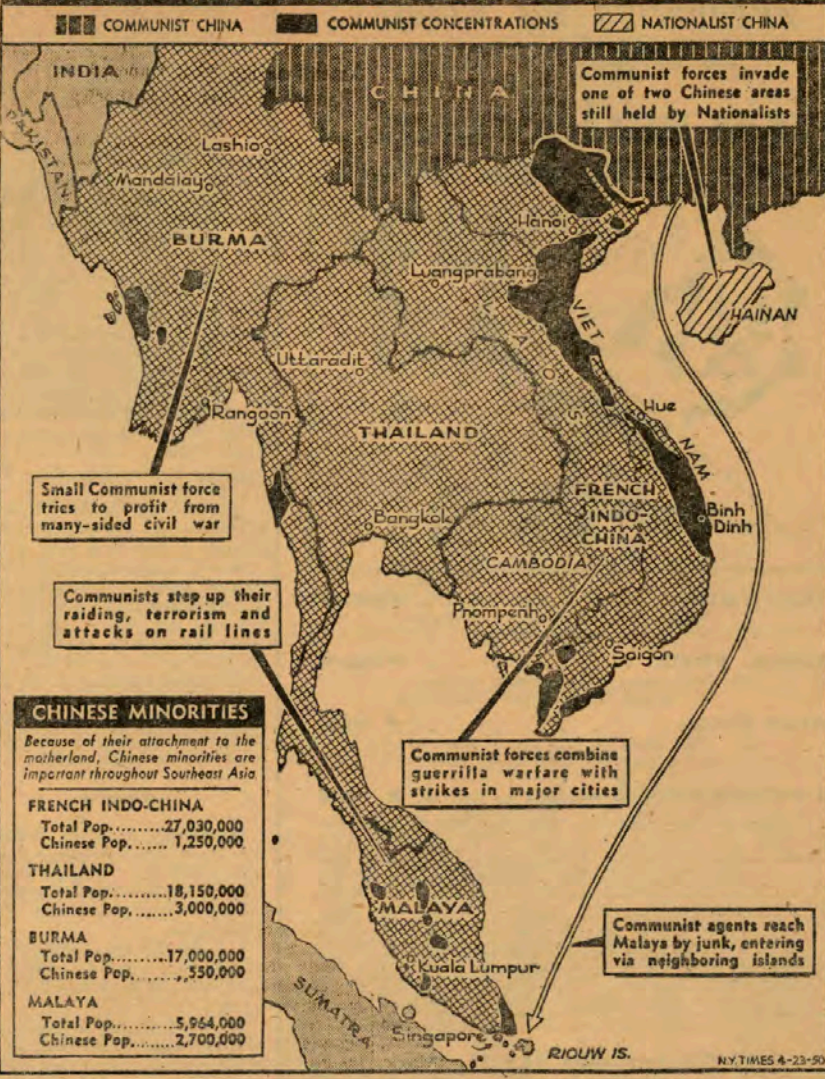 COMMUNIST CHINA COMMUNIST CONCENTRATIONS NATIONALIST CHINA
INDIA
CHINA
Communist forces invade
one of two Chinese areas
still held by Nationalists
PAKISTAN
Lashio
Mandalay
Hanoi
BURMA
Luangprabang
HAINAN
VIET
LAOS
Uttaradit
Rangoon
Hue
THAILAND
NAM
Small Communist force
tries to profit from
many-sided civil war
FRENCH
INDO-
CHINA
Binh
Dinh
Bangkok
CAMBODIA
Communists step up their
raiding, terrorism and
attacks on rail lines
Pnompenh
Saigon
CHINESE MINORITIES
Because of their attachment to the
motherland, Chinese minorities are
important throughout Southeast Asia.
FRENCH INDO-CHINA
Total Pop..........27,030,000
Chinese Pop....... 1,250,000
THAILAND
Total Pop..........18,150,000
Chinese Pop........3,000,000
BURMA
Total Pop..........17,000,000
Chinese Pop.........550,000
MALAYA
Total Pop...........5,964,000
Chinese Pop........2,700,000
Communist forces combine
guerrilla warfare with
strikes in major cities
MALAYA
Communist agents reach
Malaya by junk, entering
via neighboring islands
Kuala Lumpur
SUMATRA
Singapore
RIOUW IS.
N.Y. TIMES 4-23-50